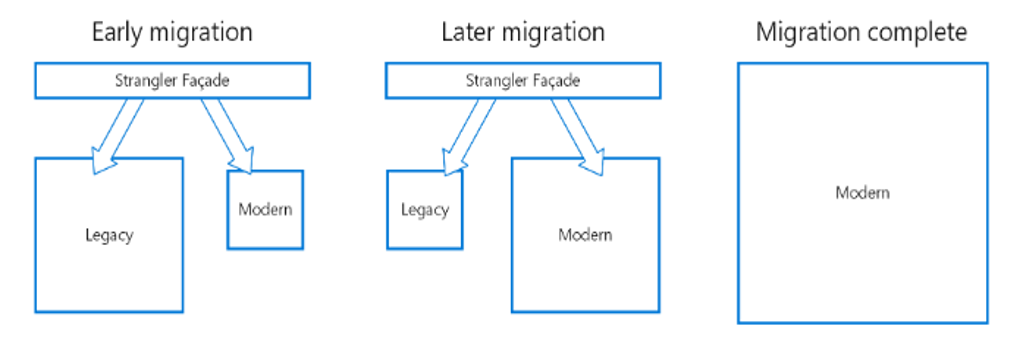 Early migration
Strangler Façade
Legacy
Modern
Later migration
Strangler Façade
Legacy
Modern
Migration complete
Modern